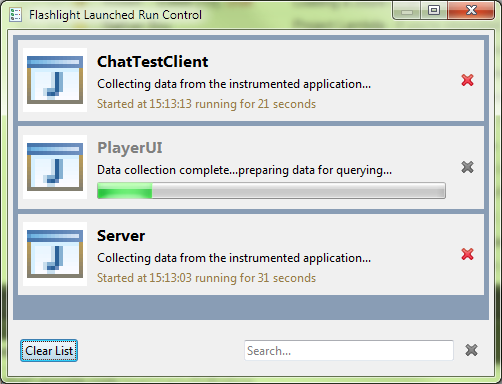 Flashlight Launched Run Control
ChatTestClient
Collecting data from the instrumented application...
Started at 15:13:13 running for 21 seconds
PlayerUI
Data collection complete...preparing data for querying...
Server
Collecting data from the instrumented application...
Started at 15:13:03 running for 31 seconds
Clear List
Search...